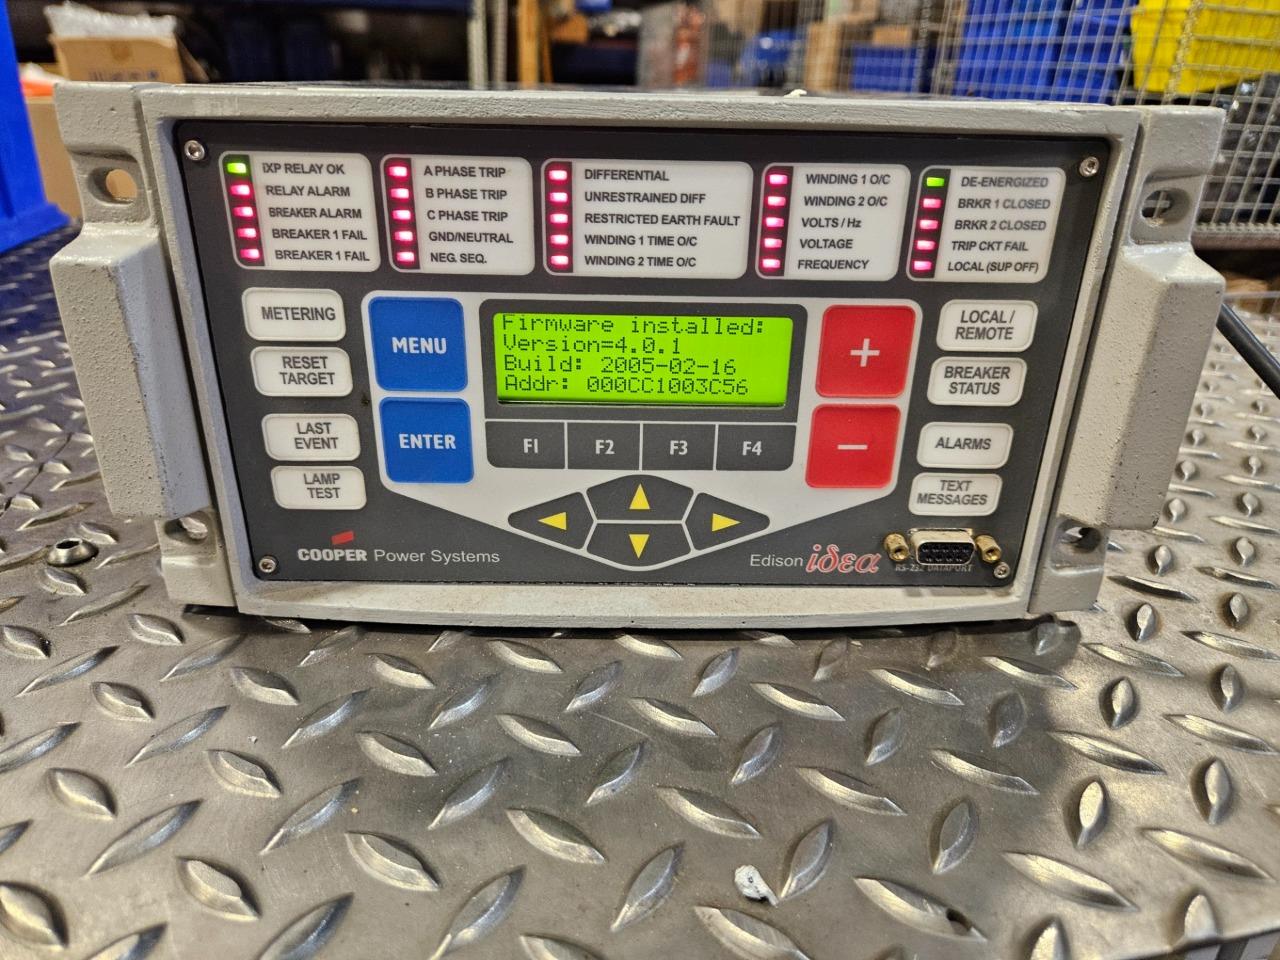 iXP RELAY OK
RELAY ALARM
BREAKER ALARM
BREAKER 1 FAIL
BREAKER 1 FAIL
A PHASE TRIP
B PHASE TRIP
C PHASE TRIP
GND/NEUTRAL
NEG. SEQ.
DIFFERENTIAL
UNRESTRAINED DIFF
RESTRICTED EARTH FAULT
WINDING 1 TIME O/C
WINDING 2 TIME O/C
WINDING 1 O/C
WINDING 2 O/C
VOLTS / Hz
VOLTAGE
FREQUENCY
DE-ENERGIZED
BRKR 1 CLOSED
BRKR 2 CLOSED
TRIP CKT FAIL
LOCAL (SUP OFF)
METERING
RESET
TARGET
LAST
EVENT
LAMP
TEST
MENU
ENTER
Firmware installed:
Version=4.0.1
Build: 2005-02-16
Addr: 000CC1003C56
F1
F2
F3
F4
+
−
LOCAL /
REMOTE
BREAKER
STATUS
ALARMS
TEXT
MESSAGES
COOPER Power Systems
Edison idea
RS-232 DATAPORT